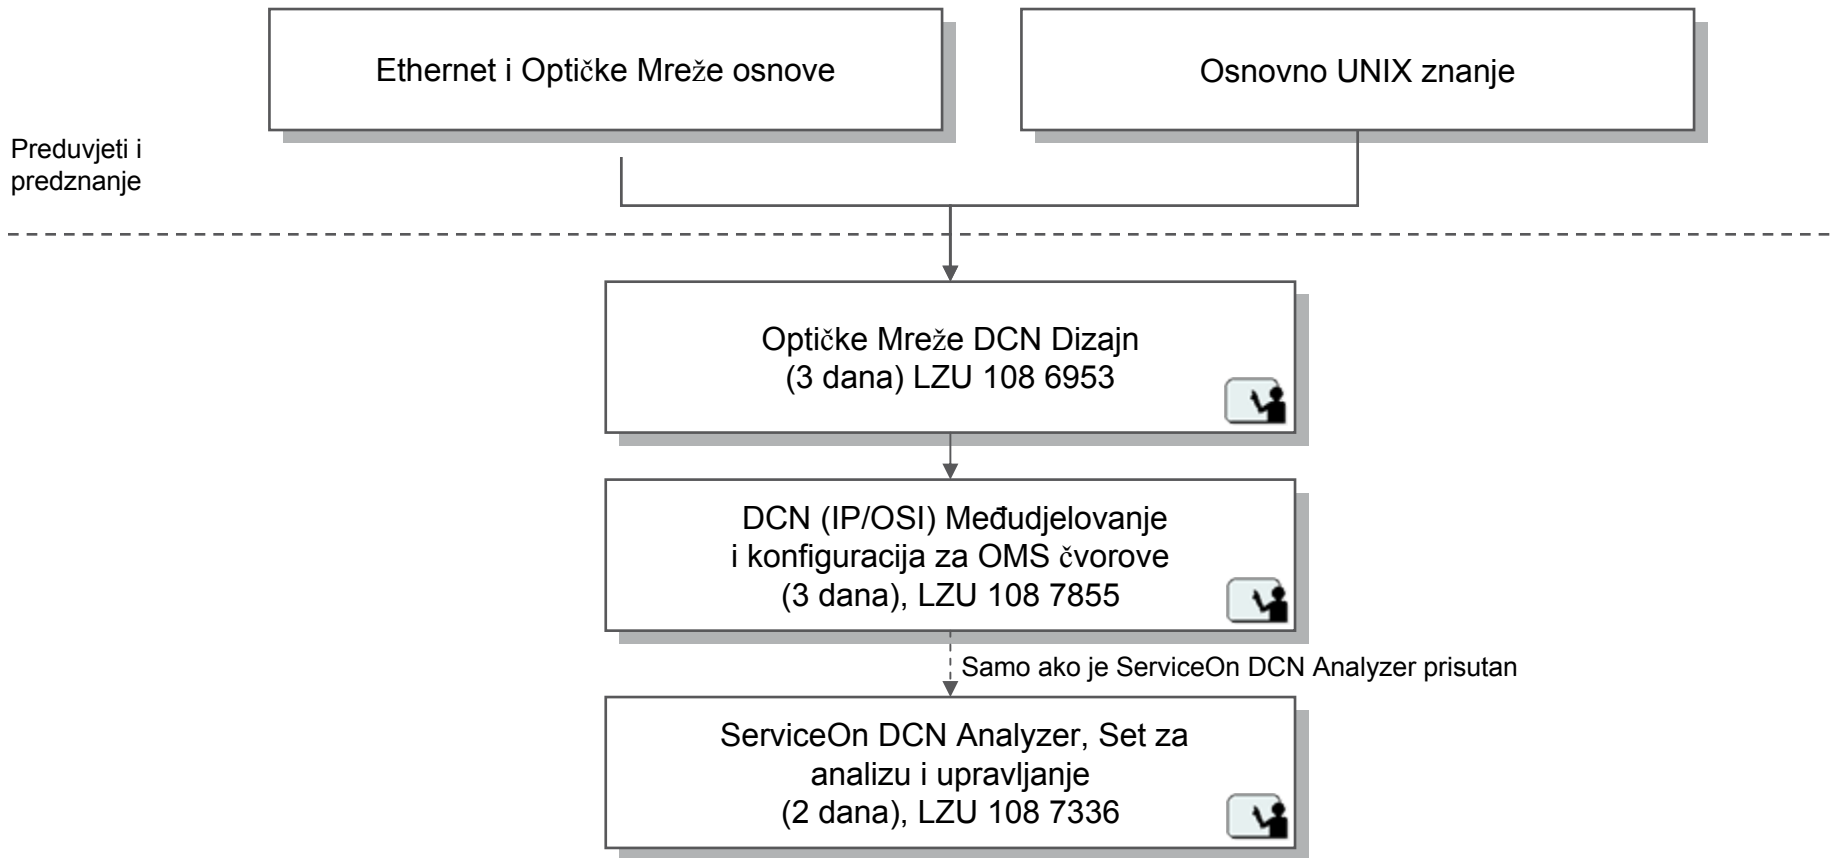 Ethernet i Optičke Mreže osnove
Osnovno UNIX znanje
Preduvjeti i
predznanje
Optičke Mreže DCN Dizajn
(3 dana) LZU 108 6953
DCN (IP/OSI) Međudjelovanje
i konfiguracija za OMS čvorove
(3 dana), LZU 108 7855
Samo ako je ServiceOn DCN Analyzer prisutan
ServiceOn DCN Analyzer, Set za
analizu i upravljanje
(2 dana), LZU 108 7336